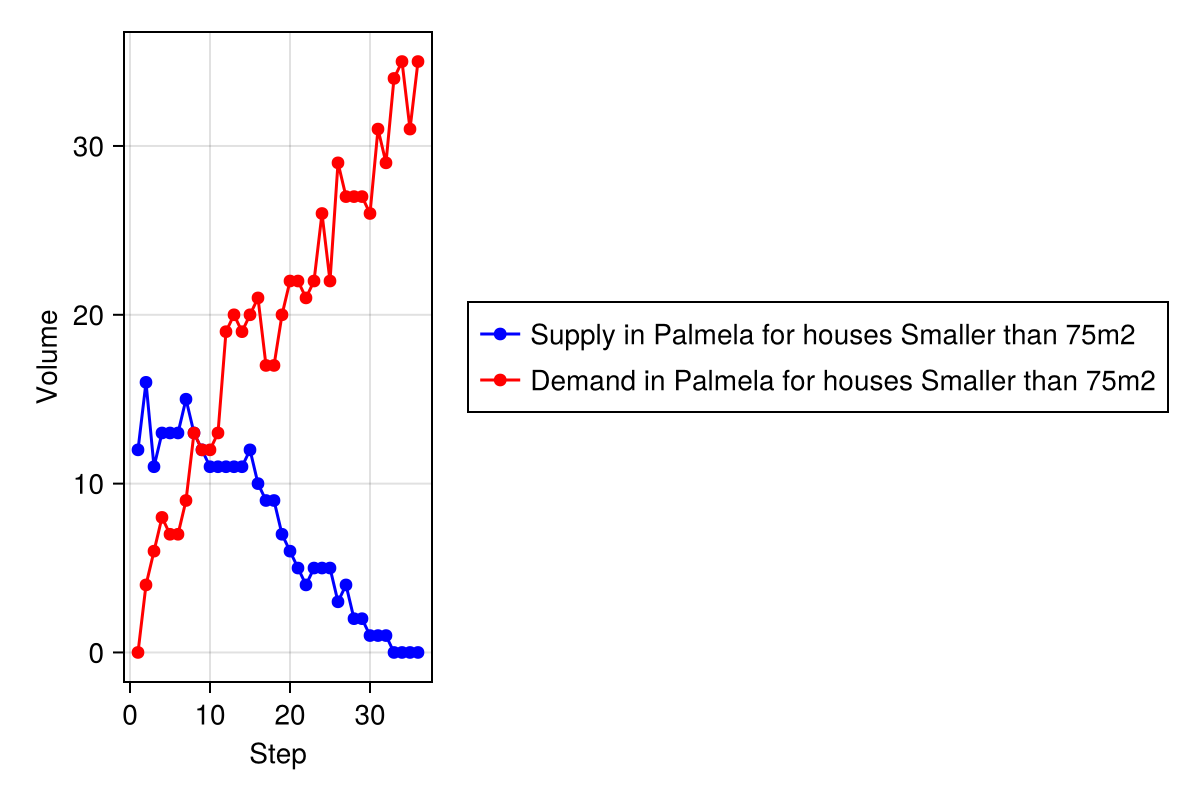 Volume
30
20
10
0
0 10 20 30
Step
Supply in Palmela for houses Smaller than 75m2
Demand in Palmela for houses Smaller than 75m2